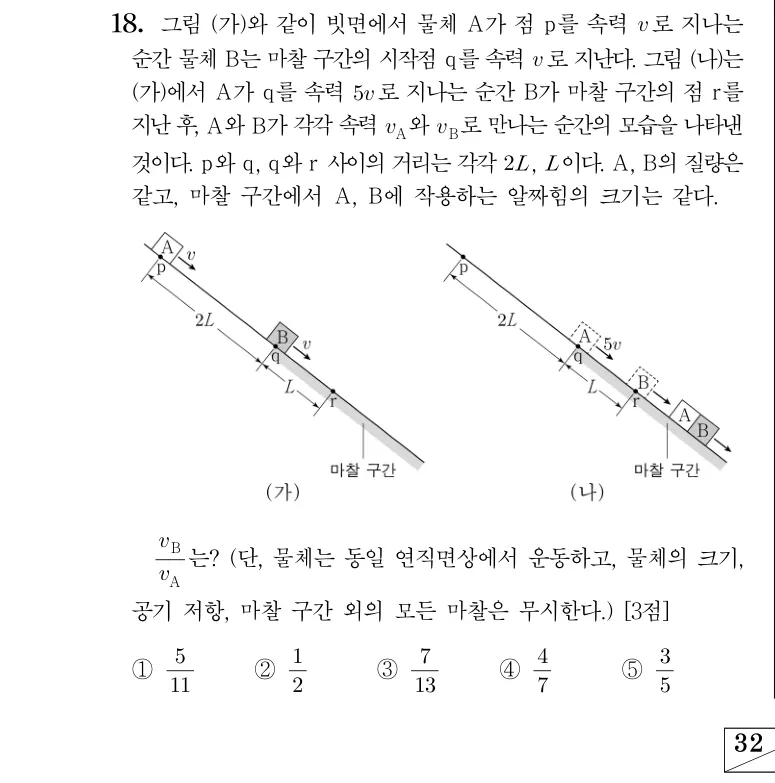 18. 그림 (가)와 같이 빗면에서 물체 A가 점 p를 속력 v로 지나는
순간 물체 B는 마찰 구간의 시작점 q를 속력 v로 지난다. 그림 (나)는
(가)에서 A가 q를 속력 5v로 지나는 순간 B가 마찰 구간의 점 r를
지난 후, A와 B가 각각 속력 v_A와 v_B로 만나는 순간의 모습을 나타낸
것이다. p와 q, q와 r 사이의 거리는 각각 2L, L이다. A, B의 질량은
같고, 마찰 구간에서 A, B에 작용하는 알짜힘의 크기는 같다.
A v
p
2L
B v
q
L
r
마찰 구간
(가)
p
2L
A 5v
q
L
B
r
A
B
마찰 구간
(나)
v_B/v_A는? (단, 물체는 동일 연직면상에서 운동하고, 물체의 크기,
공기 저항, 마찰 구간 외의 모든 마찰은 무시한다.) [3점]
① 5/11 ② 1/2 ③ 7/13 ④ 4/7 ⑤ 3/5
32